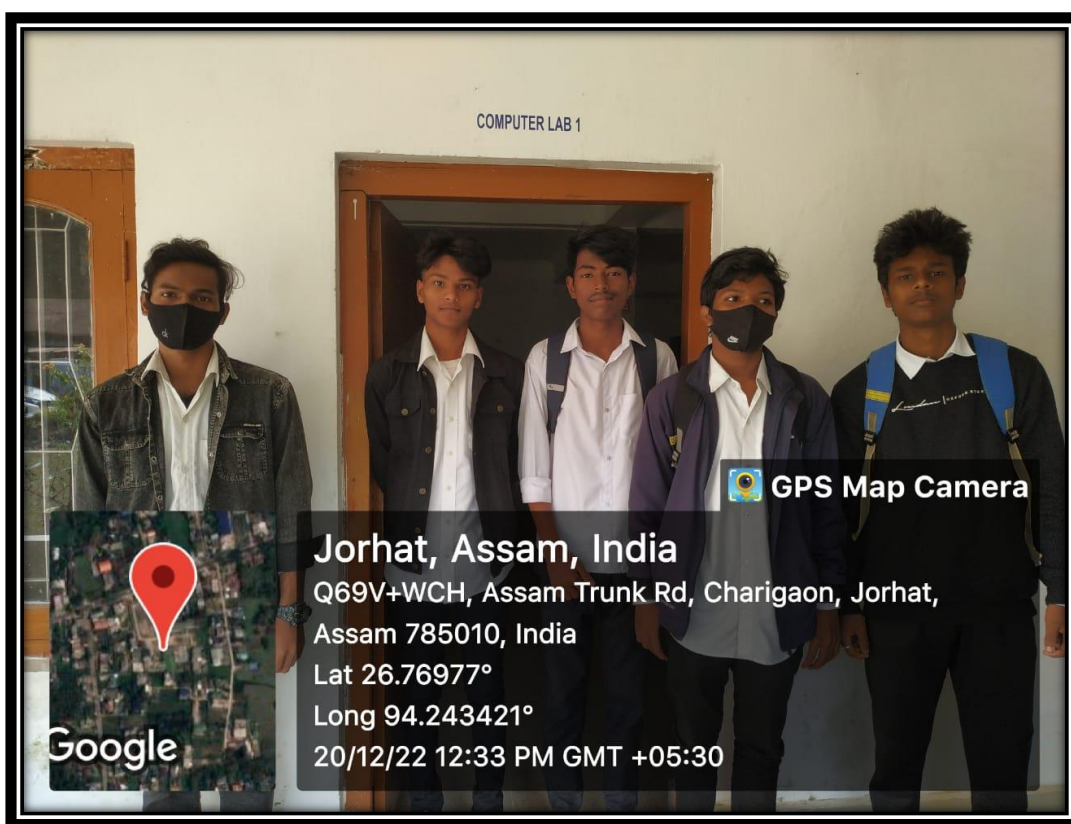 COMPUTER LAB 1
GPS Map Camera
Jorhat, Assam, India
Q69V+WCH, Assam Trunk Rd, Charigaon, Jorhat,
Assam 785010, India
Lat 26.76977°
Long 94.243421°
20/12/22 12:33 PM GMT +05:30
Google